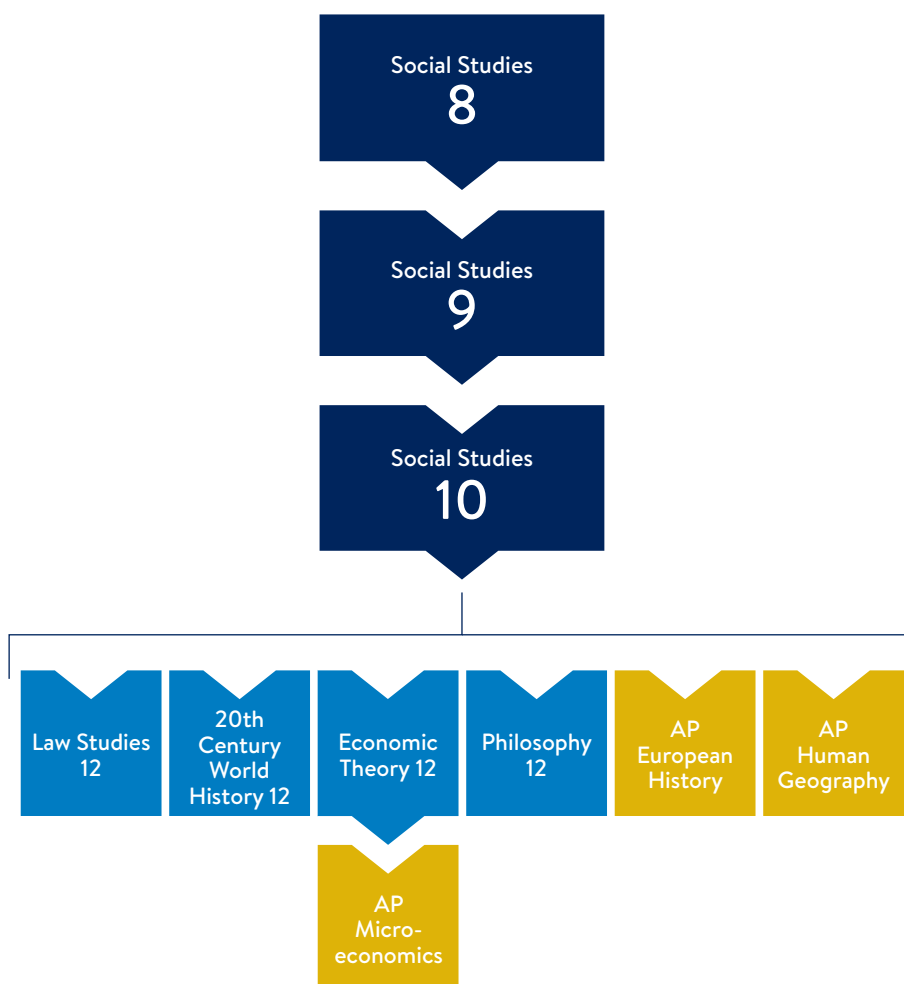 Social Studies
8
Social Studies
9
Social Studies
10
Law Studies
12
20th
Century
World
History 12
Economic
Theory 12
Philosophy
12
AP
European
History
AP
Human
Geography
AP
Micro-
economics